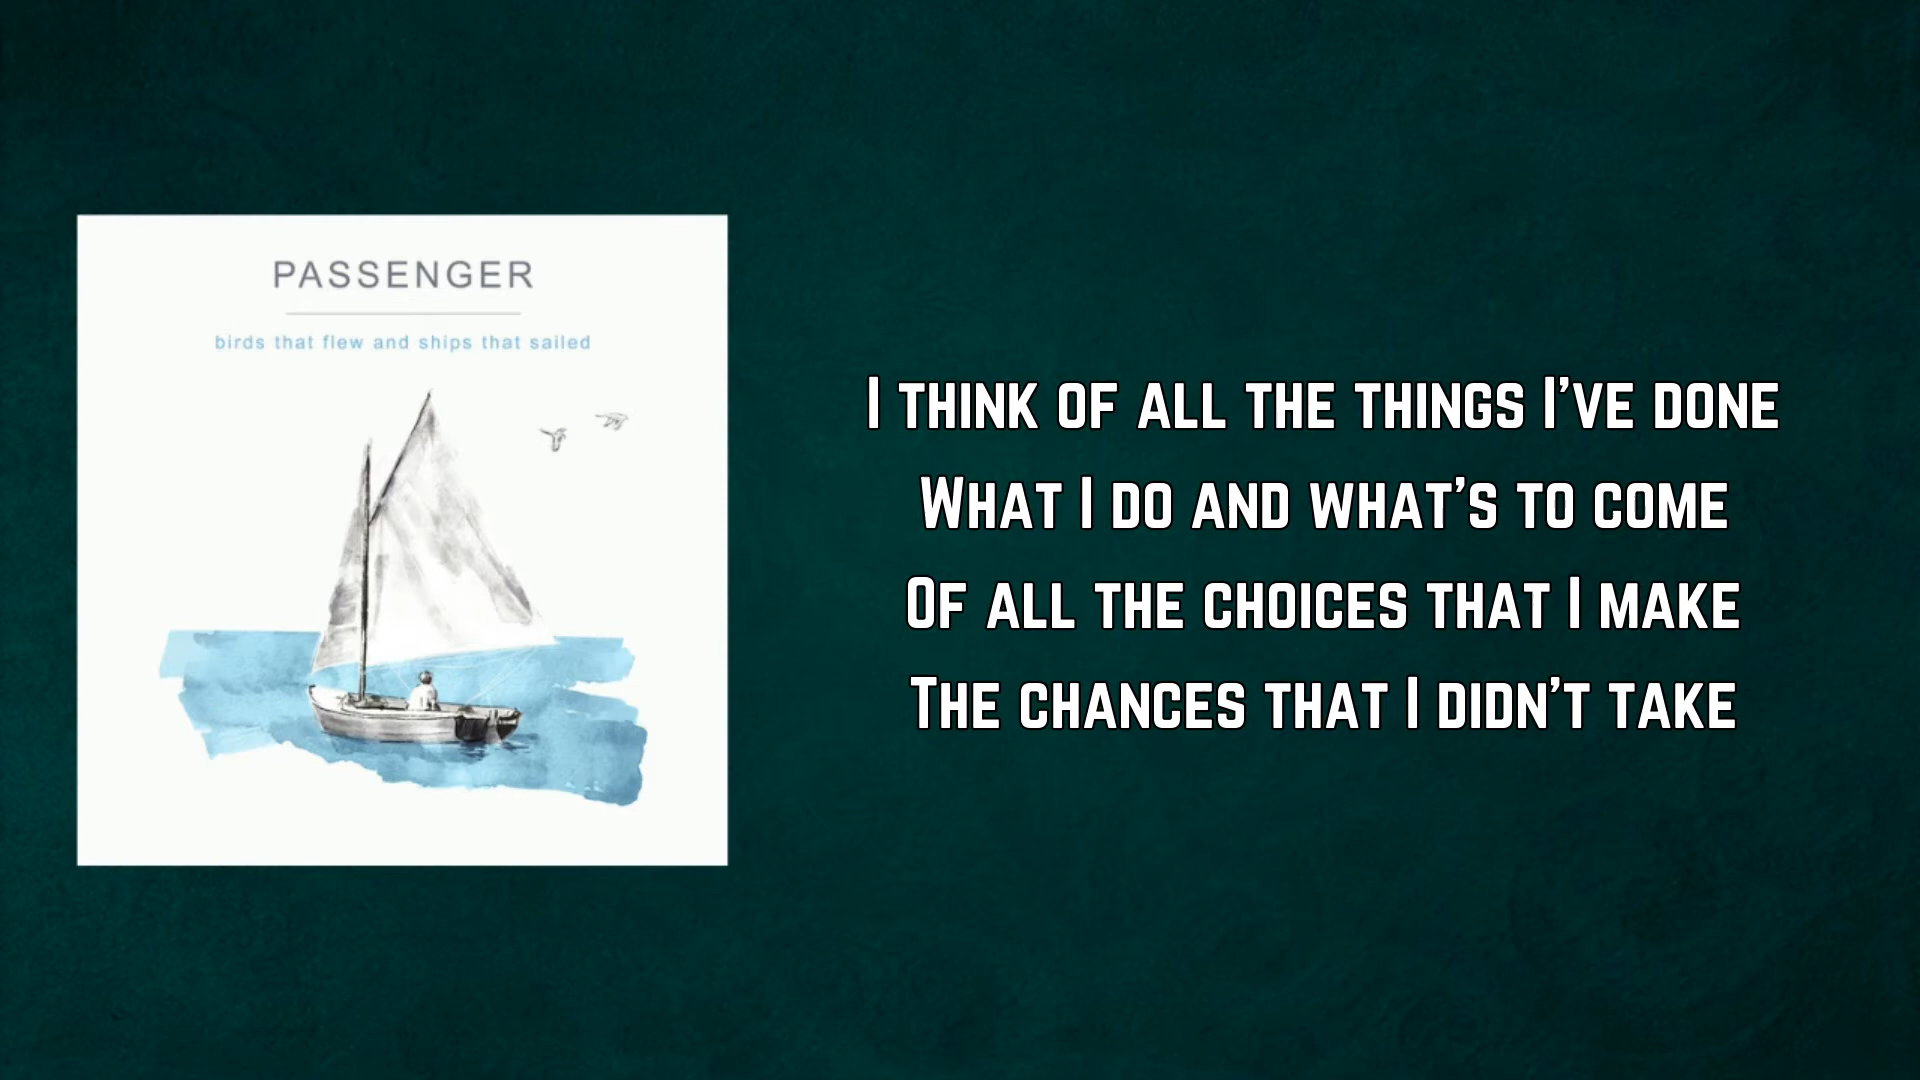 PASSENGER
birds that flew and ships that sailed
I THINK OF ALL THE THINGS I'VE DONE
WHAT I DO AND WHAT'S TO COME
OF ALL THE CHOICES THAT I MAKE
THE CHANCES THAT I DIDN'T TAKE